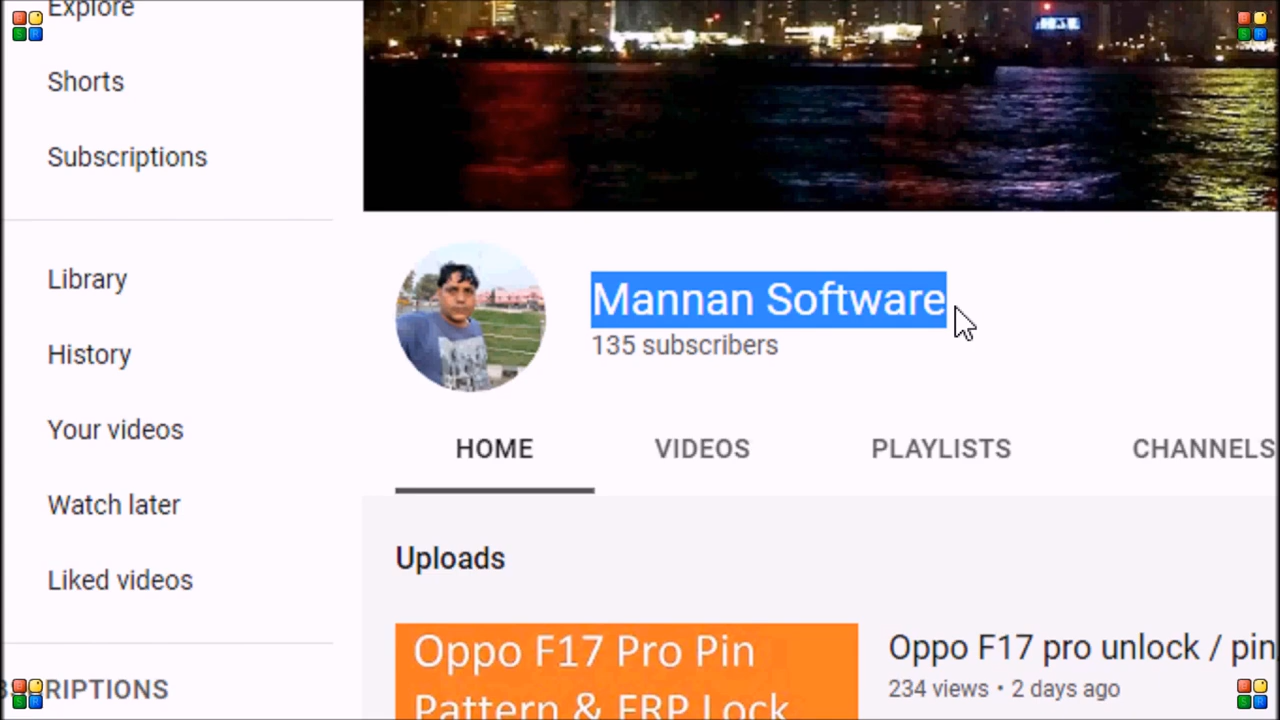 Explore
Shorts
Subscriptions
Library
History
Your videos
Watch later
Liked videos
RIPTIONS
Mannan Software
135 subscribers
HOME VIDEOS PLAYLISTS CHANNELS
Uploads
Oppo F17 Pro Pin
Pattern & FRP Lock
Oppo F17 pro unlock / pin
234 views • 2 days ago